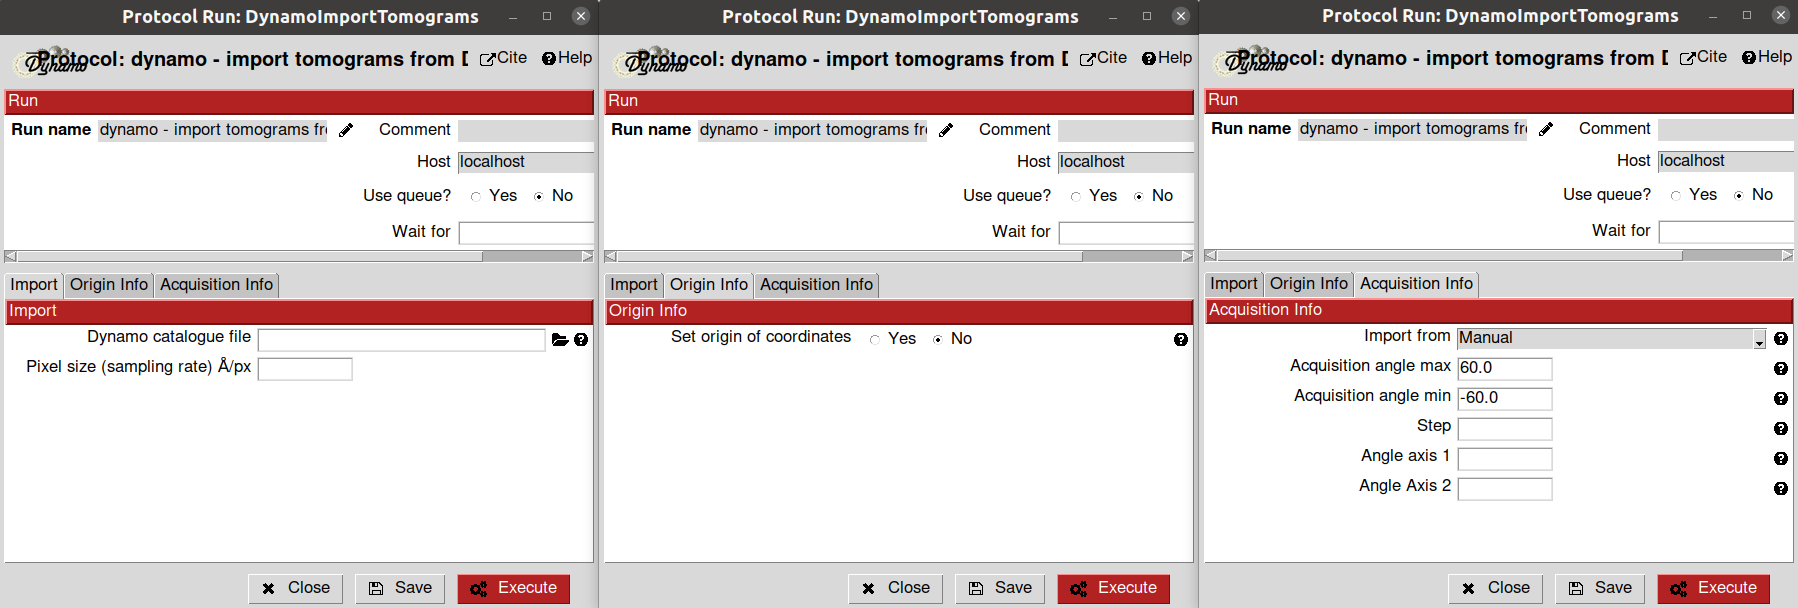 Protocol Run: DynamoImportTomograms
Dynamo
Protocol: dynamo - import tomograms from D
Cite
Help
Run
Run name dynamo - import tomograms fr
Comment
Host localhost
Use queue? Yes No
Wait for
Import Origin Info Acquisition Info
Import
Dynamo catalogue file
Pixel size (sampling rate) Å/px
Close Save Execute
Protocol Run: DynamoImportTomograms
Dynamo
Protocol: dynamo - import tomograms from D
Cite
Help
Run
Run name dynamo - import tomograms fr
Comment
Host localhost
Use queue? Yes No
Wait for
Import Origin Info Acquisition Info
Origin Info
Set origin of coordinates Yes No
Close Save Execute
Protocol Run: DynamoImportTomograms
Dynamo
Protocol: dynamo - import tomograms from D
Cite
Help
Run
Run name dynamo - import tomograms fr
Comment
Host localhost
Use queue? Yes No
Wait for
Import Origin Info Acquisition Info
Acquisition Info
Import from Manual
Acquisition angle max 60.0
Acquisition angle min -60.0
Step
Angle axis 1
Angle Axis 2
Close Save Execute